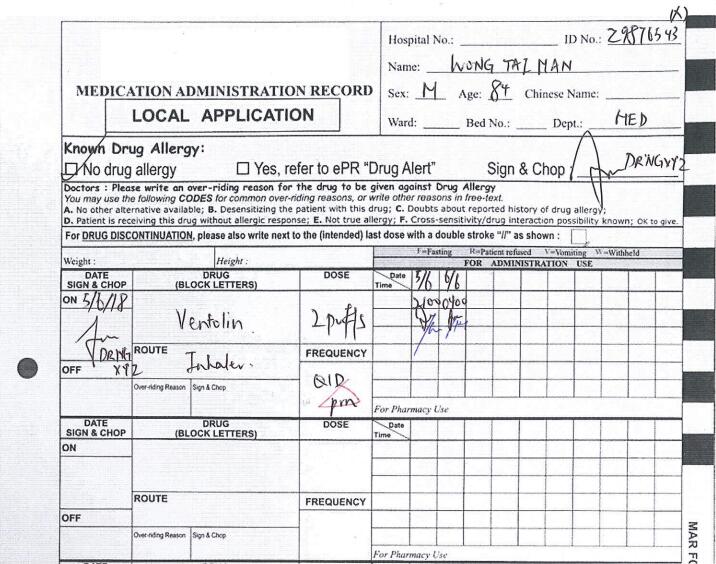 (X)
Hospital No.: ID No.: Z9876543
Name: WONG TAI MAN
MEDICATION ADMINISTRATION RECORD
Sex: M Age: 84 Chinese Name:
LOCAL APPLICATION
Ward: Bed No.: Dept.: MED
Known Drug Allergy:
No drug allergy Yes, refer to ePR “Drug Alert” Sign & Chop : DR NG XYZ
Doctors : Please write an over-riding reason for the drug to be given against Drug Allergy
You may use the following CODES for common over-riding reasons, or write other reasons in free-text.
A. No other alternative available; B. Desensitizing the patient with this drug; C. Doubts about reported history of drug allergy;
D. Patient is receiving this drug without allergic response; E. Not true allergy; F. Cross-sensitivity/drug interaction possibility known; OK to give.
For DRUG DISCONTINUATION, please also write next to the (intended) last dose with a double stroke “//” as shown :
F=Fasting R=Patient refused V=Vomiting W=Withheld
Weight : Height : FOR ADMINISTRATION USE
DATE DRUG DOSE Date 5/6 6/6
SIGN & CHOP (BLOCK LETTERS) Time
ON 5/6/18 2100 0400
Ventolin 2 puffs
DR NG ROUTE FREQUENCY
XYZ Inhaler.
OFF
QID
Over-riding Reason Sign & Chop
prn
For Pharmacy Use
DATE DRUG DOSE Date
SIGN & CHOP (BLOCK LETTERS) Time
ON
ROUTE FREQUENCY
OFF
Over-riding Reason Sign & Chop
For Pharmacy Use